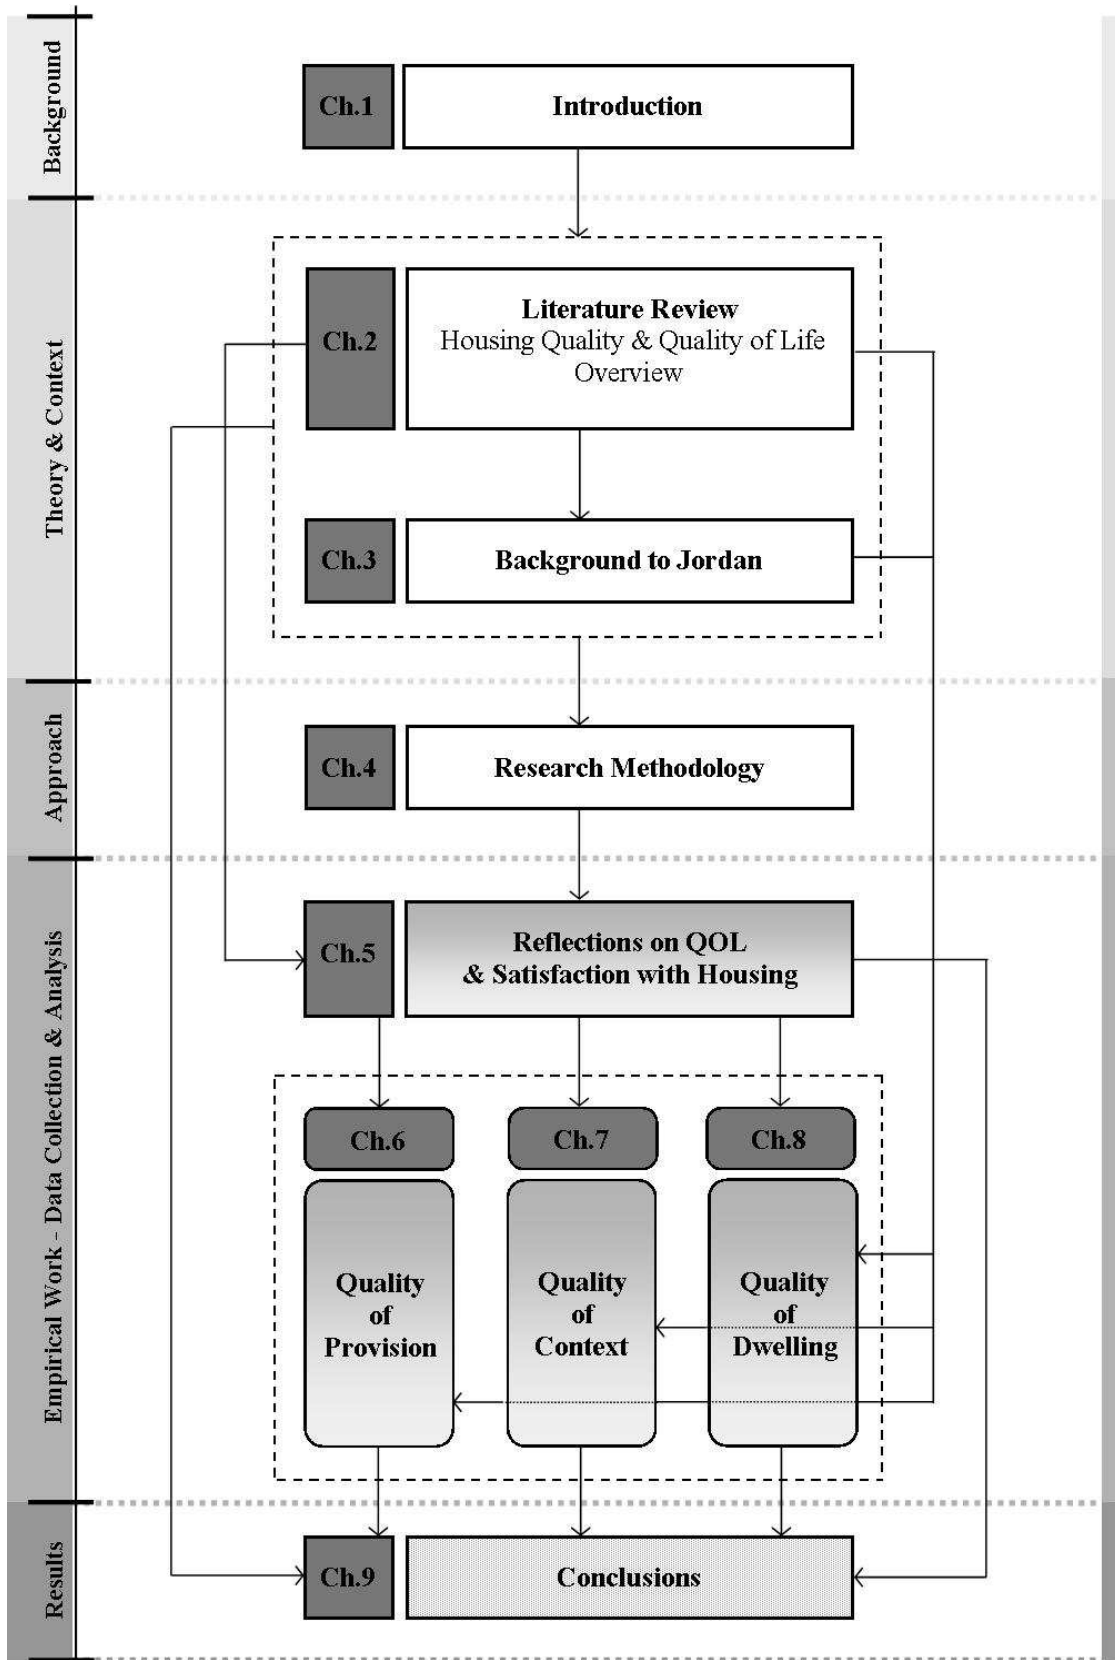 Background
Ch.1
Introduction
Theory & Context
Ch.2
Literature Review
Housing Quality & Quality of Life
Overview
Ch.3
Background to Jordan
Approach
Ch.4
Research Methodology
Empirical Work - Data Collection & Analysis
Ch.5
Reflections on QOL
& Satisfaction with Housing
Ch.6
Quality
of
Provision
Ch.7
Quality
of
Context
Ch.8
Quality
of
Dwelling
Results
Ch.9
Conclusions